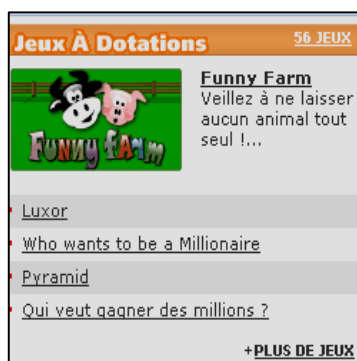 Jeux À Dotations
56 JEUX
FUNNY FARM
Funny Farm
Veillez à ne laisser
aucun animal tout
seul !...
Luxor
Who wants to be a Millionaire
Pyramid
Qui veut gagner des millions ?
+PLUS DE JEUX